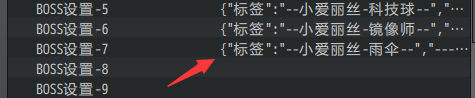 BOSS设置-5 {"标签":"--小爱丽丝-科技球--","…
BOSS设置-6 {"标签":"--小爱丽丝-镜像师--","…
BOSS设置-7 {"标签":"--小爱丽丝-雨伞--","---…
BOSS设置-8
BOSS设置-9